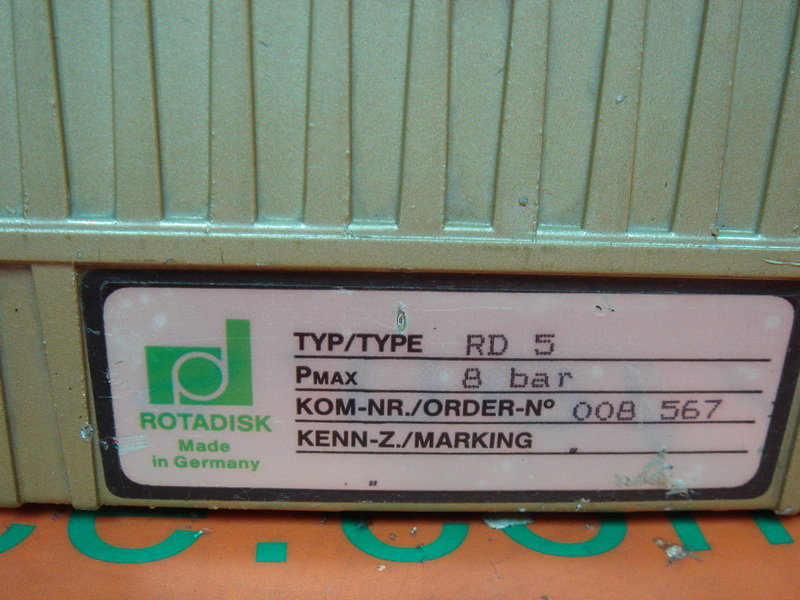 TYP/TYPE RD 5
PMAX 8 bar
KOM-NR./ORDER-Nº 008 567
KENN-Z./MARKING
ROTADISK
Made
in Germany